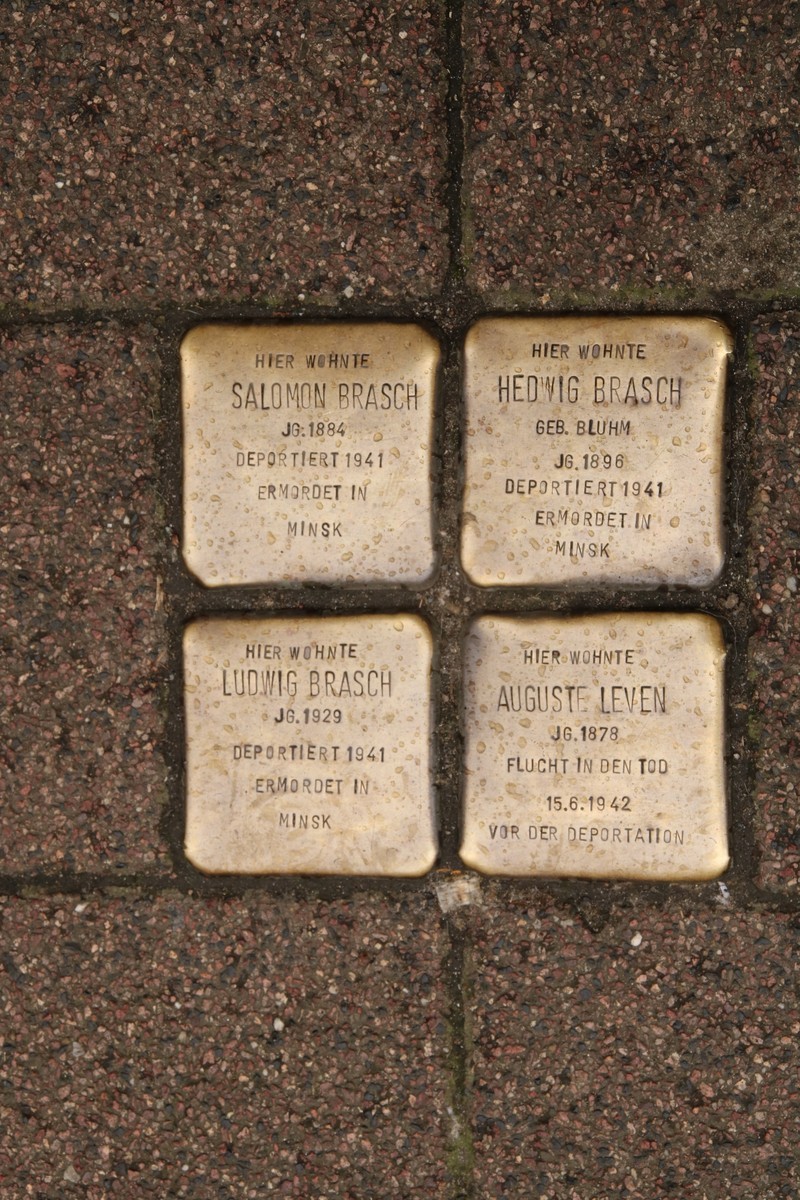 HIER WOHNTE
SALOMON BRASCH
JG.1884
DEPORTIERT 1941
ERMORDET IN
MINSK
HIER WOHNTE
HEDWIG BRASCH
GEB. BLUHM
JG.1896
DEPORTIERT 1941
ERMORDET IN
MINSK
HIER WOHNTE
LUDWIG BRASCH
JG.1929
DEPORTIERT 1941
ERMORDET IN
MINSK
HIER WOHNTE
AUGUSTE LEVEN
JG.1878
FLUCHT IN DEN TOD
15.6.1942
VOR DER DEPORTATION